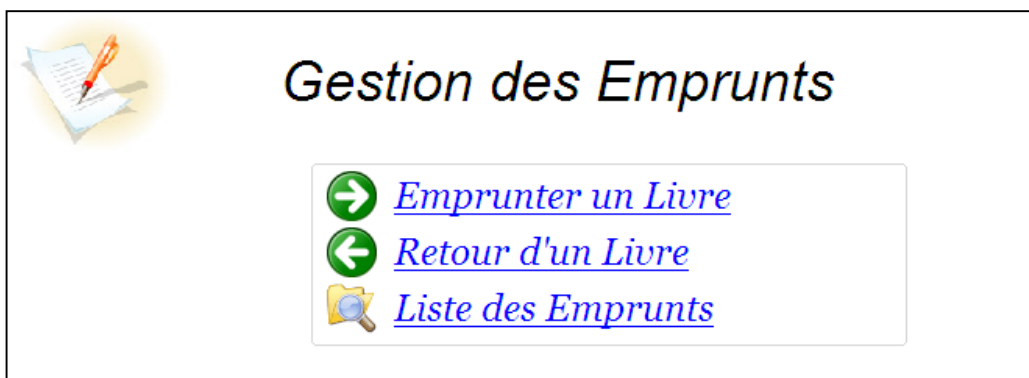 Gestion des Emprunts
Emprunter un Livre
Retour d'un Livre
Liste des Emprunts